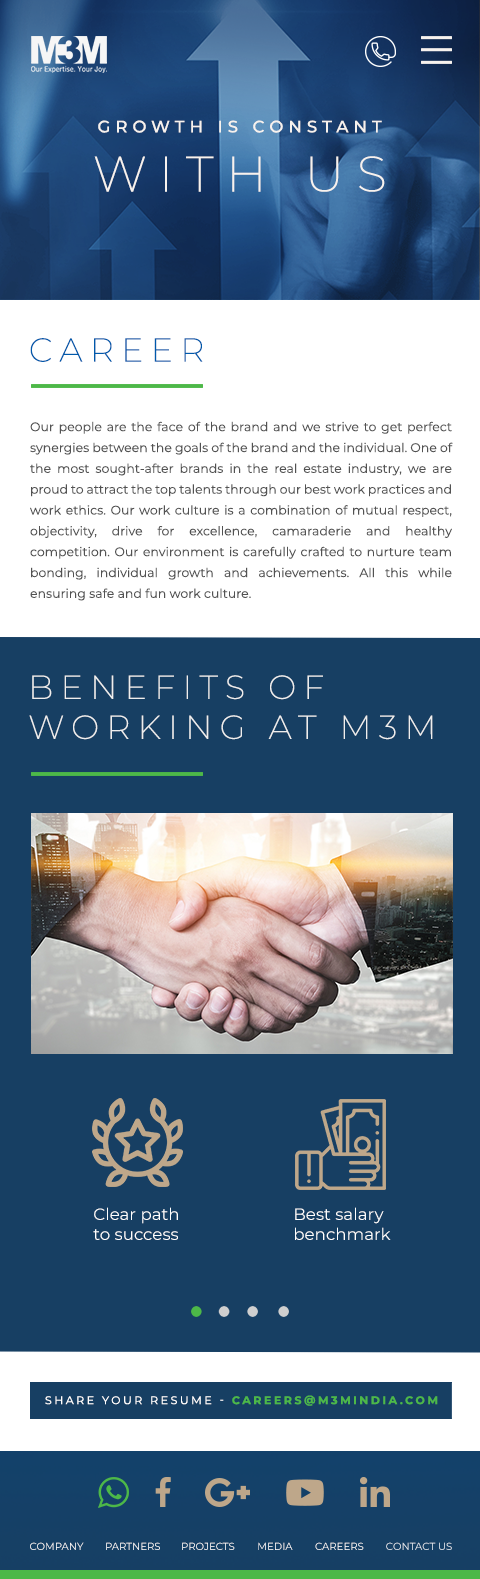 M3M
Our Expertise. Your Joy.
GROWTH IS CONSTANT
WITH US
CAREER
Our people are the face of the brand and we strive to get perfect
synergies between the goals of the brand and the individual. One of
the most sought-after brands in the real estate industry, we are
proud to attract the top talents through our best work practices and
work ethics. Our work culture is a combination of mutual respect,
objectivity, drive for excellence, camaraderie and healthy
competition. Our environment is carefully crafted to nurture team
bonding, individual growth and achievements. All this while
ensuring safe and fun work culture.
BENEFITS OF
WORKING AT M3M
Clear path
to success
Best salary
benchmark
SHARE YOUR RESUME - CAREERS@M3MINDIA.COM
COMPANY PARTNERS PROJECTS MEDIA CAREERS CONTACT US